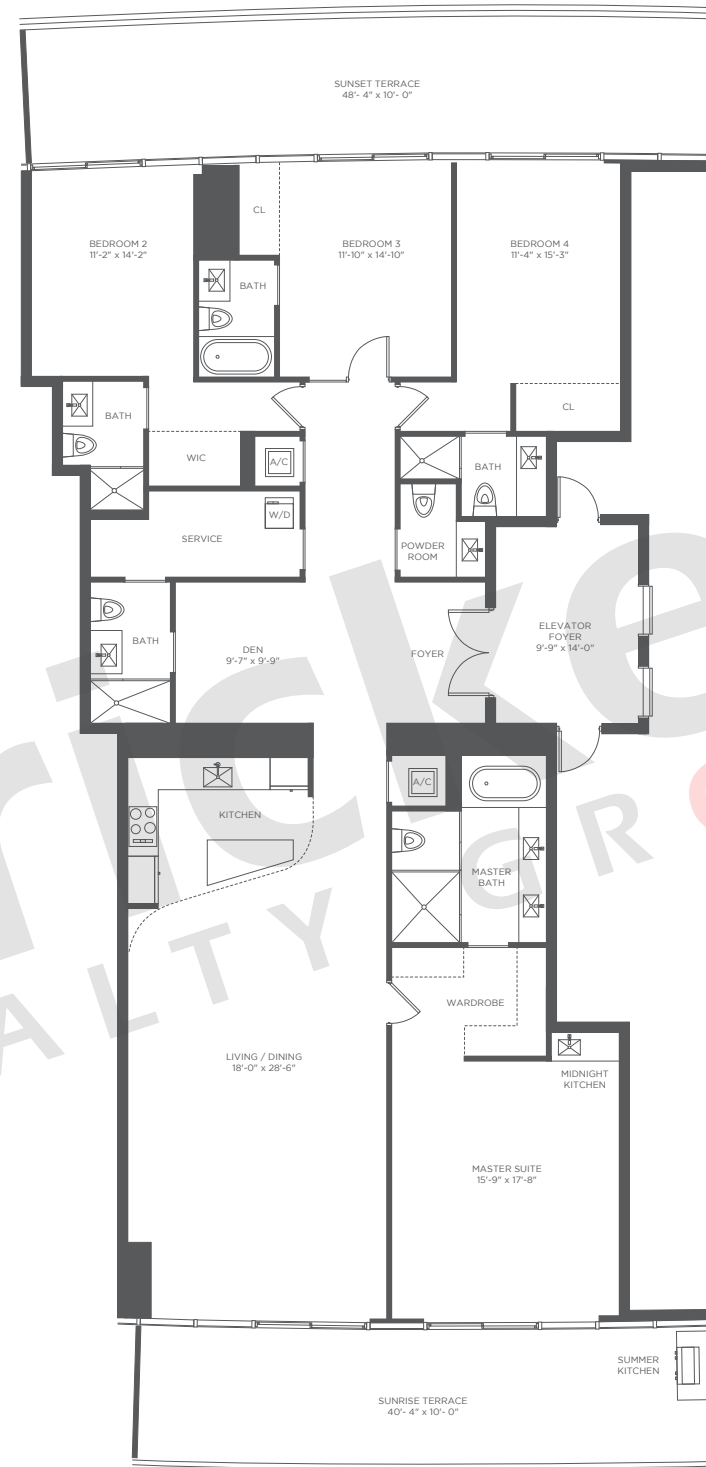 SUNSET TERRACE
48'- 4" x 10'- 0"
CL
BEDROOM 2
11'-2" x 14'-2"
BEDROOM 3
11'-10" x 14'-10"
BEDROOM 4
11'-4" x 15'-3"
BATH
BATH
CL
WIC
A/C
BATH
W/D
SERVICE
POWDER
ROOM
BATH
DEN
9'-7" x 9'-9"
FOYER
ELEVATOR
FOYER
9'-9" x 14'-0"
A/C
KITCHEN
MASTER
BATH
WARDROBE
LIVING / DINING
18'-0" x 28'-6"
MIDNIGHT
KITCHEN
MASTER SUITE
15'-9" x 17'-8"
SUMMER
KITCHEN
SUNRISE TERRACE
40'- 4" x 10'- 0"
ricke
ALTY GR